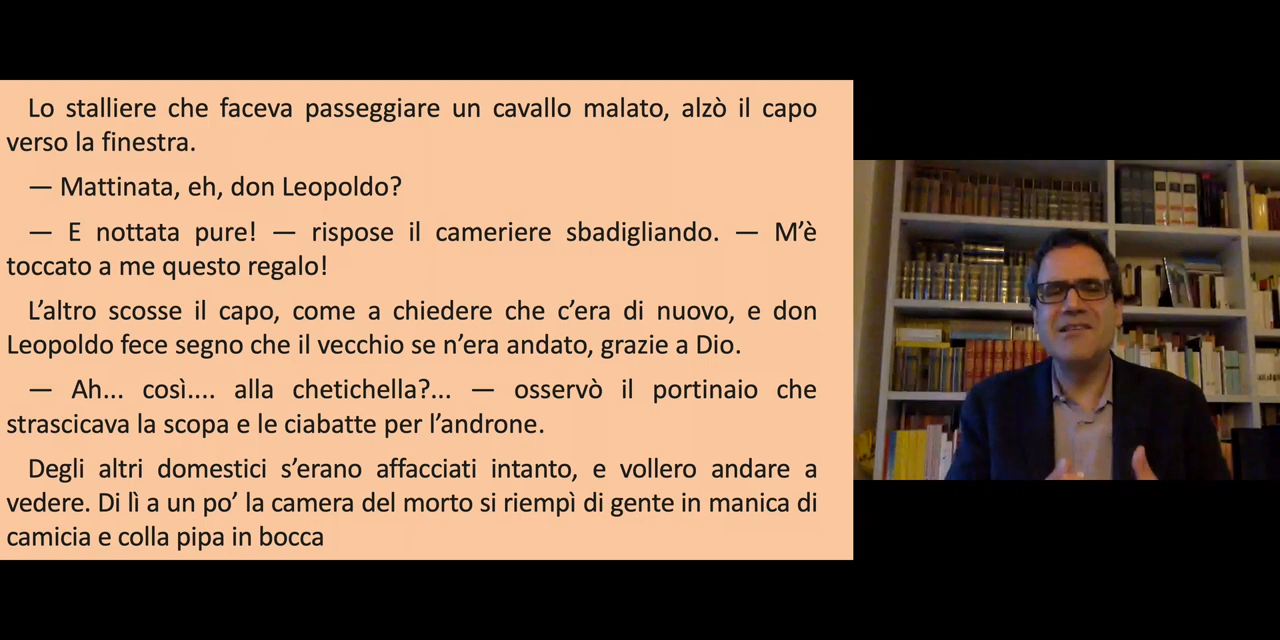 Lo stalliere che faceva passeggiare un cavallo malato, alzò il capo
verso la finestra.
— Mattinata, eh, don Leopoldo?
— E nottata pure! — rispose il cameriere sbadigliando. — M’è
toccato a me questo regalo!
L’altro scosse il capo, come a chiedere che c’era di nuovo, e don
Leopoldo fece segno che il vecchio se n’era andato, grazie a Dio.
— Ah... così.... alla chetichella?... — osservò il portinaio che
strascicava la scopa e le ciabatte per l’androne.
Degli altri domestici s’erano affacciati intanto, e vollero andare a
vedere. Di lì a un po’ la camera del morto si riempì di gente in manica di
camicia e colla pipa in bocca